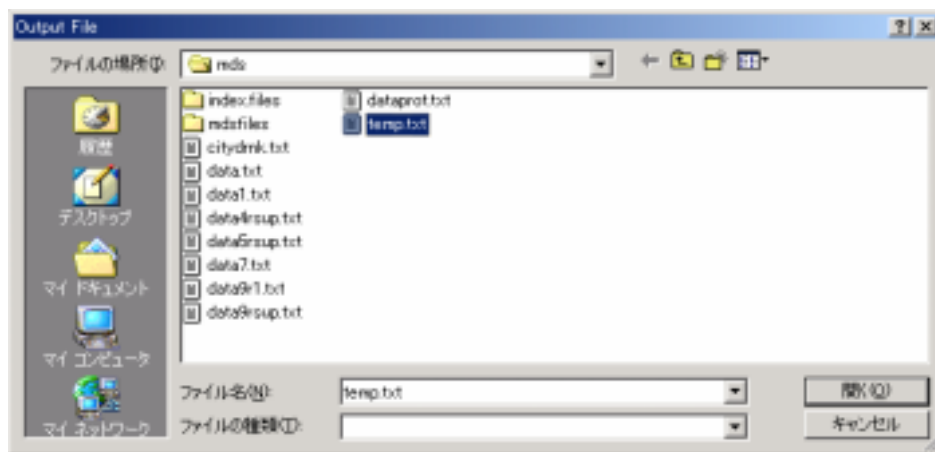 Output File
ファイルの場所(I):
mds
履歴
デスクトップ
マイ ドキュメント
マイ コンピュータ
マイ ネットワーク
index.files
mdsfiles
citydmk.txt
data.txt
data1.txt
data4rsup.txt
data5rsup.txt
data7.txt
data9r1.txt
data9rsup.txt
dataprot.txt
temp.txt
ファイル名(N):
temp.txt
開く(O)
ファイルの種類(T):
キャンセル